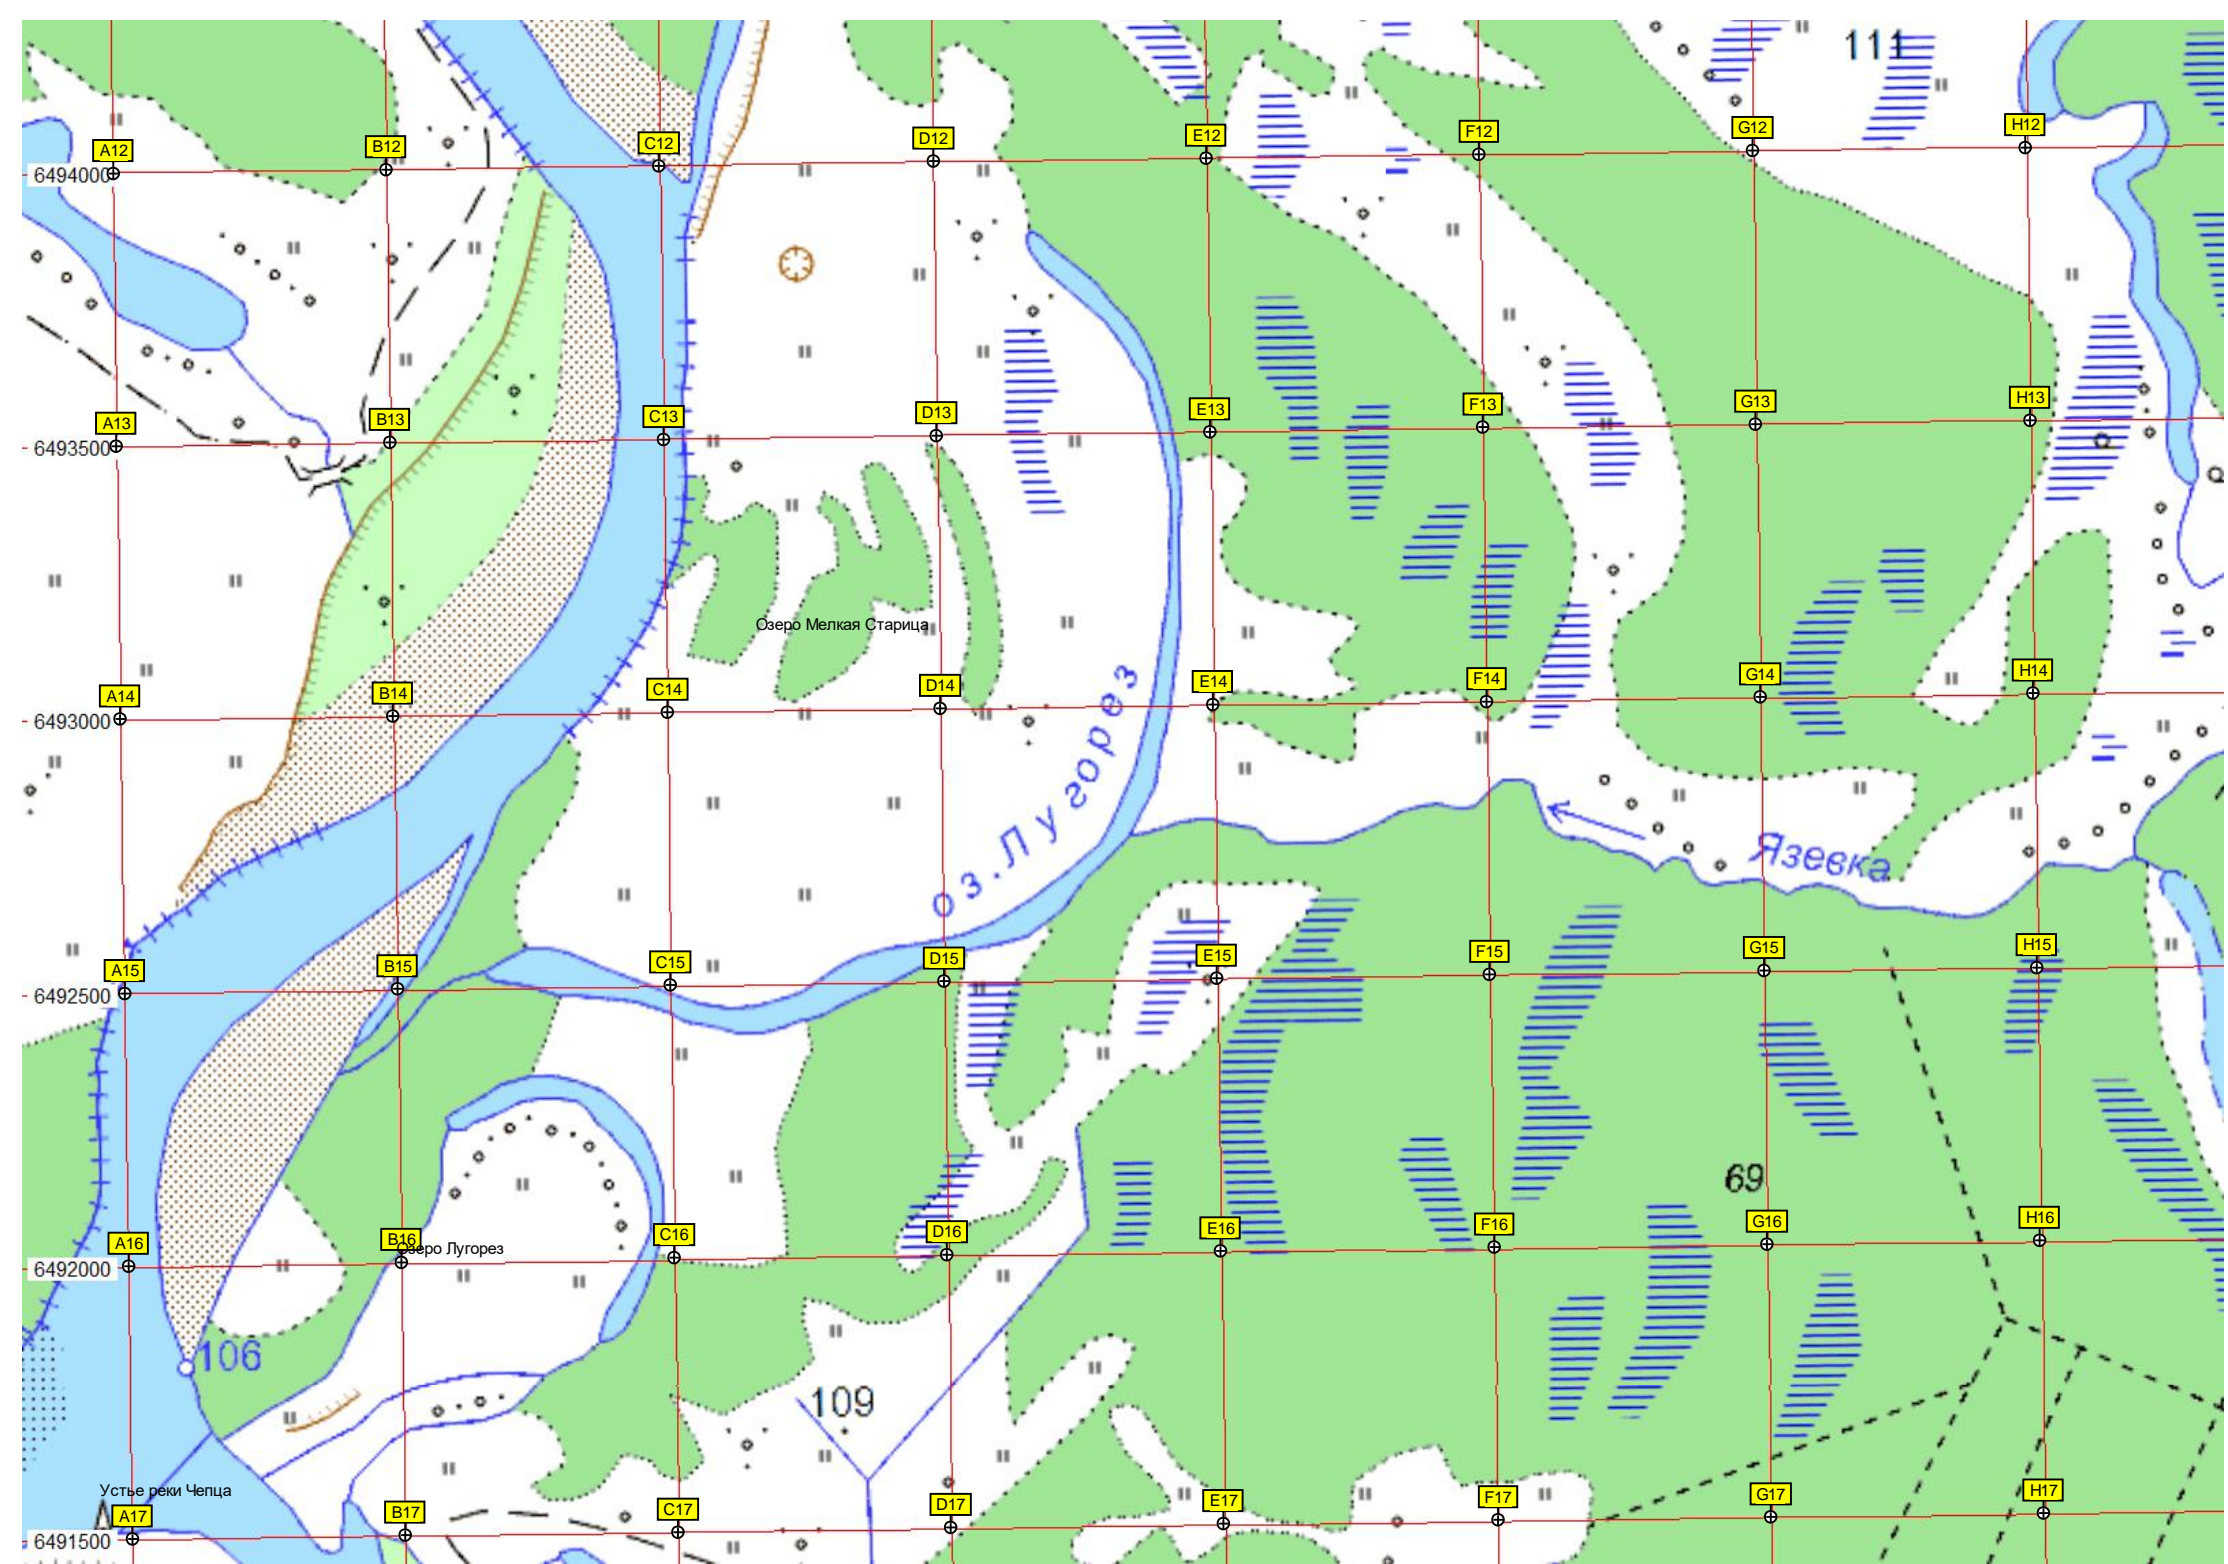 111
A12 B12 C12 D12 E12 F12 G12 H12
6494000
A13 B13 C13 D13 E13 F13 G13 H13
6493500
Озеро Мелкая Старица
A14 B14 C14 D14 E14 F14 G14 H14
6493000
оз.Лугорез
Язевка
A15 B15 C15 D15 E15 F15 G15 H15
6492500
69
A16 B16 C16 D16 E16 F16 G16 H16
Озеро Лугорез
6492000
106
109
Устье реки Чепца
A17 B17 C17 D17 E17 F17 G17 H17
6491500